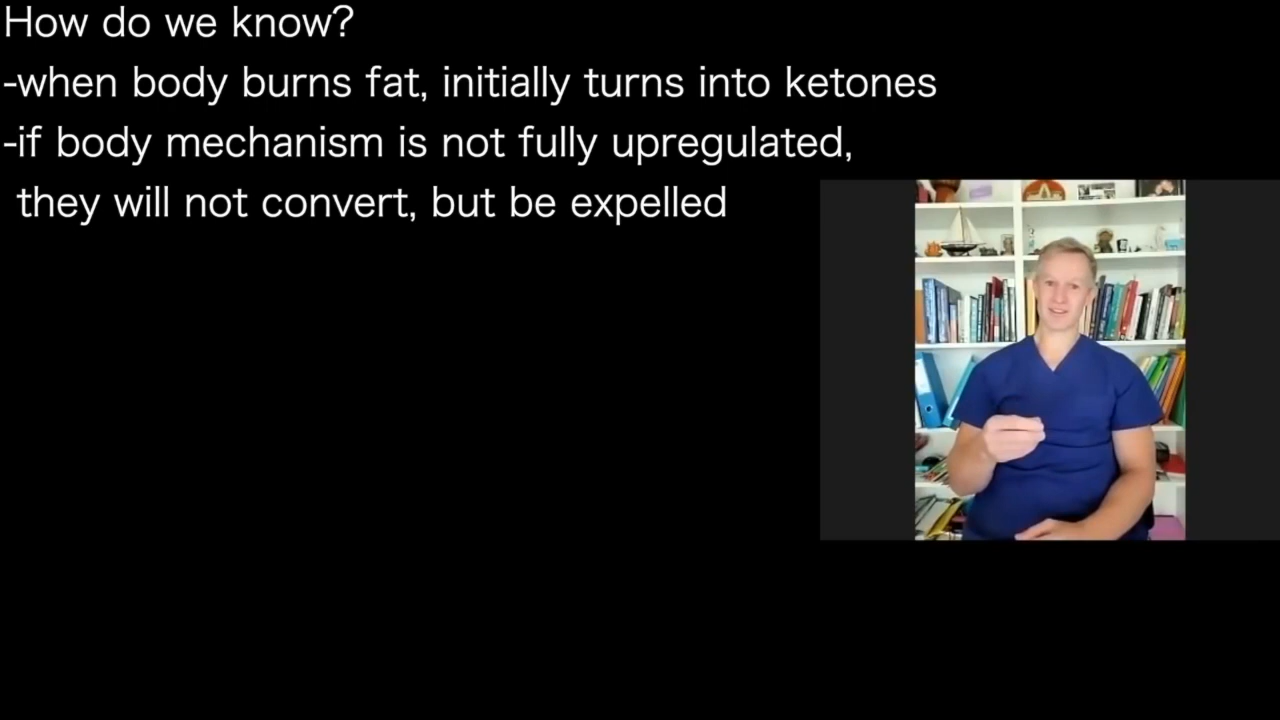 How do we know?
-when body burns fat, initially turns into ketones
-if body mechanism is not fully upregulated,
they will not convert, but be expelled